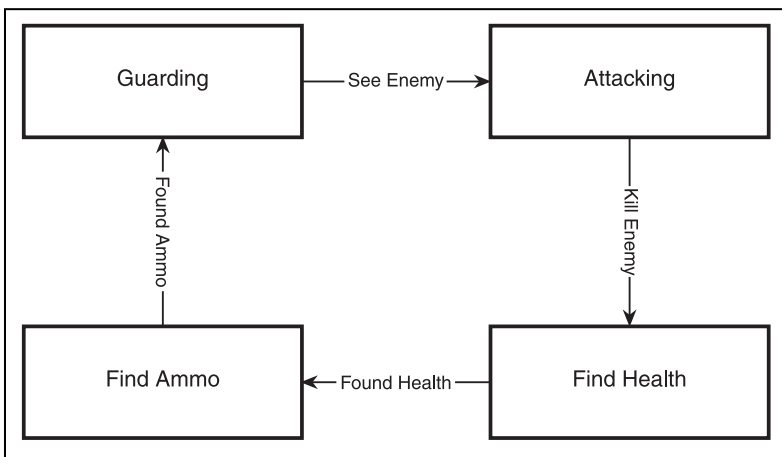 Guarding
See Enemy
Attacking
Found Ammo
Kill Enemy
Find Ammo
Found Health
Find Health